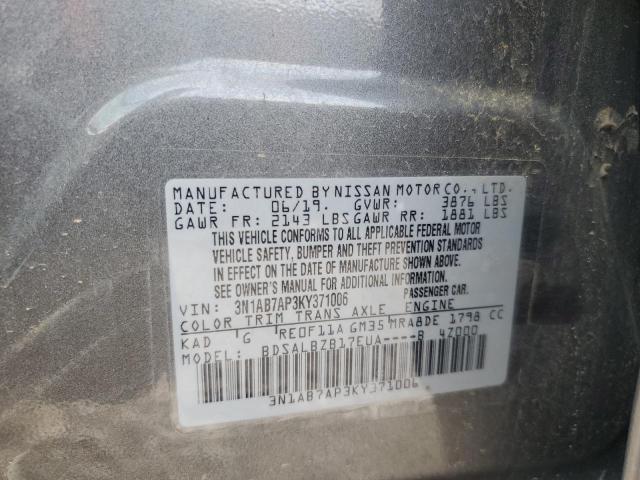 MANUFACTURED BY NISSAN MOTOR CO., LTD.
DATE: 06/19. GVWR: 3876 LBS
GAWR FR: 2143 LBS GAWR RR: 1881 LBS
THIS VEHICLE CONFORMS TO ALL APPLICABLE FEDERAL MOTOR
VEHICLE SAFETY, BUMPER AND THEFT PREVENTION STANDARDS
IN EFFECT ON THE DATE OF MANUFACTURE SHOWN ABOVE.
SEE OWNER'S MANUAL FOR ADDITIONAL INFORMATION.
VIN: 3N1AB7AP3KY371006 PASSENGER CAR.
COLOR TRIM TRANS AXLE ENGINE
KAD G RE0F11A GM35 MRA8DE 1798 CC
MODEL: BDSALBZB17EUA----B 4Z000
3N1AB7AP3KY371006